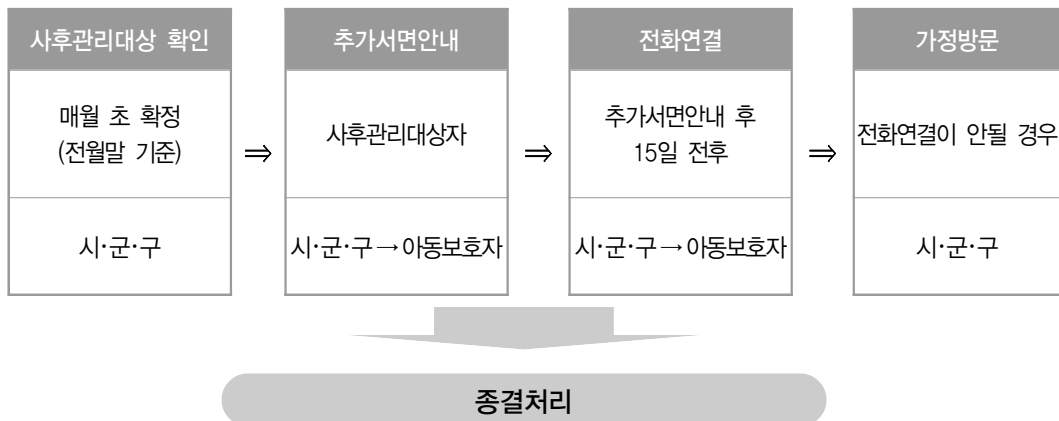 사후관리대상 확인
매월 초 확정
(전월말 기준)
시·군·구
⇒
추가서면안내
사후관리대상자
시·군·구→아동보호자
⇒
전화연결
추가서면안내 후
15일 전후
시·군·구→아동보호자
⇒
가정방문
전화연결이 안될 경우
시·군·구
종결처리